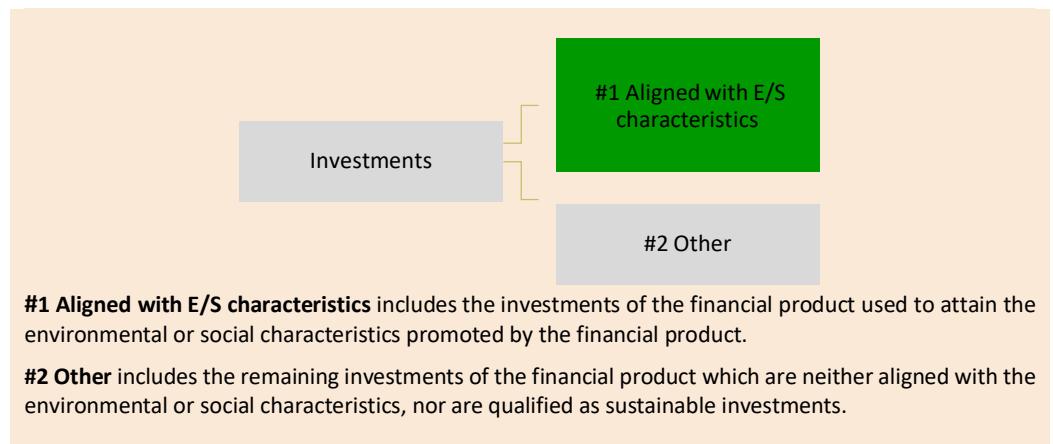 #1 Aligned with E/S
characteristics
Investments
#2 Other
#1 Aligned with E/S characteristics includes the investments of the financial product used to attain the
environmental or social characteristics promoted by the financial product.
#2 Other includes the remaining investments of the financial product which are neither aligned with the
environmental or social characteristics, nor are qualified as sustainable investments.